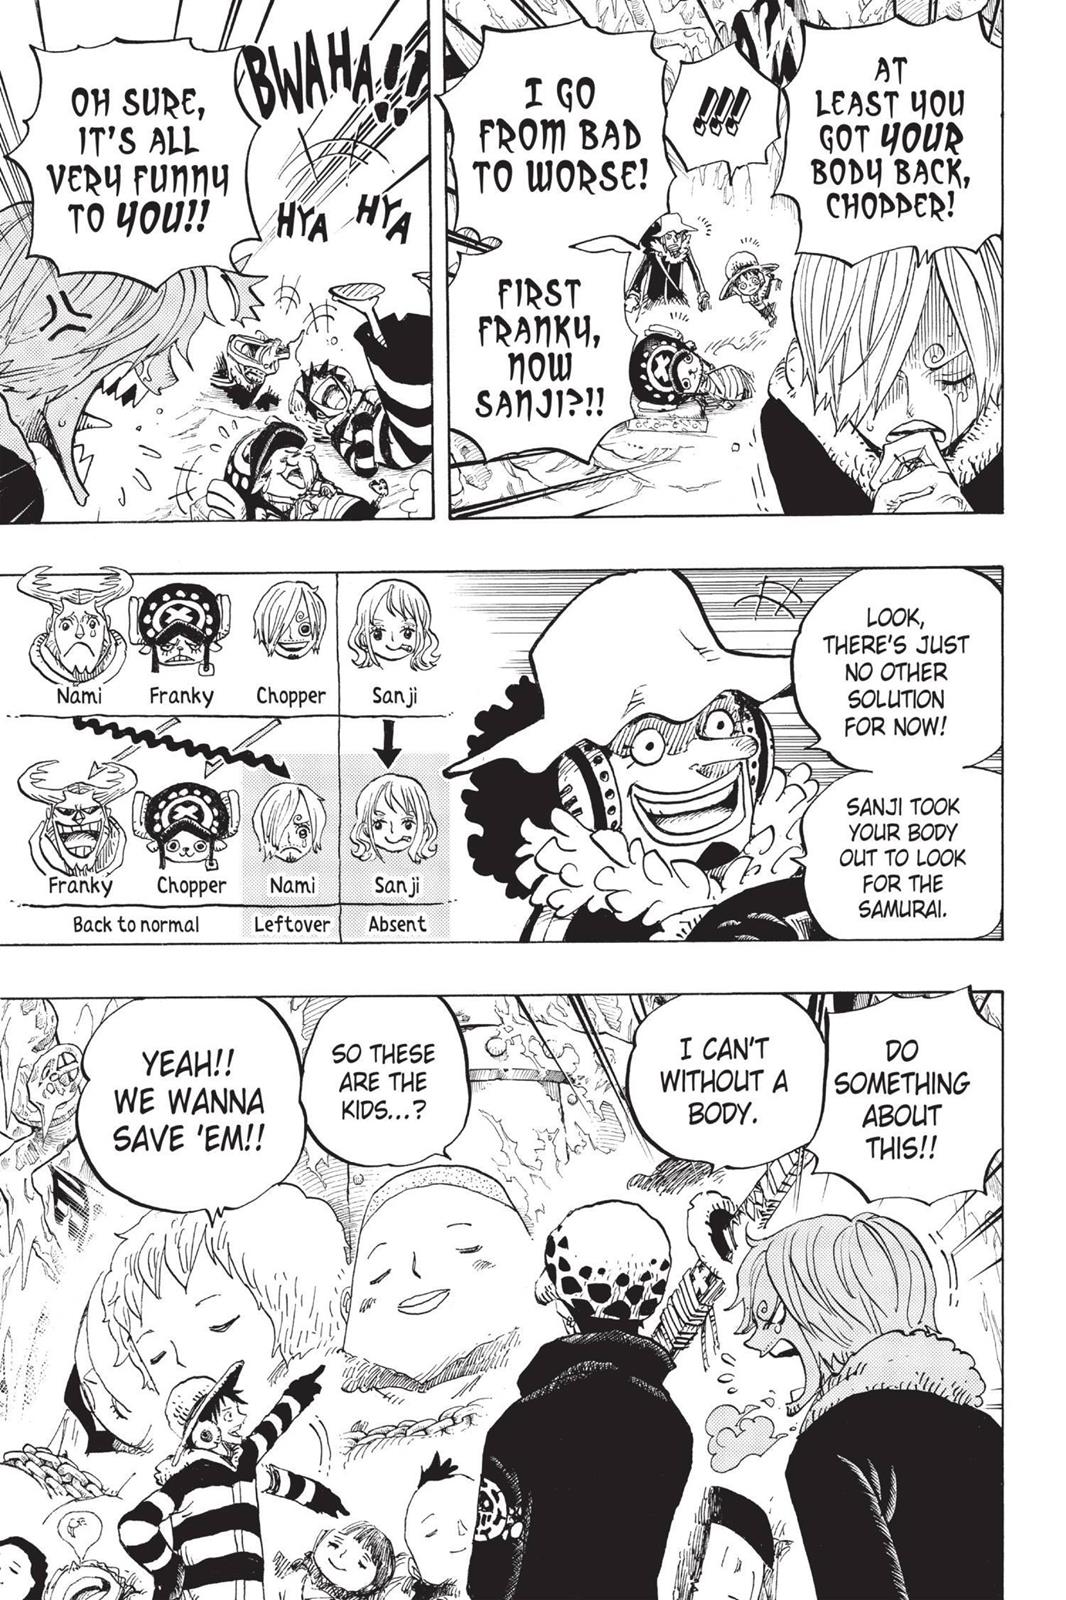 AT
LEAST YOU
GOT YOUR
BODY BACK,
CHOPPER!
!!!!
I GO
FROM BAD
TO WORSE!
FIRST
FRANKY,
NOW
SANJI?!!
BWAHA!!
HYA HYA
OH SURE,
IT'S ALL
VERY FUNNY
TO YOU!!
LOOK,
THERE'S JUST
NO OTHER
SOLUTION
FOR NOW!
SANJI TOOK
YOUR BODY
OUT TO LOOK
FOR THE
SAMURAI.
Nami Franky Chopper Sanji
Franky Chopper Nami Sanji
Back to normal Leftover Absent
DO
SOMETHING
ABOUT
THIS!!
I CAN'T
WITHOUT A
BODY.
SO THESE
ARE THE
KIDS...?
YEAH!!
WE WANNA
SAVE 'EM!!